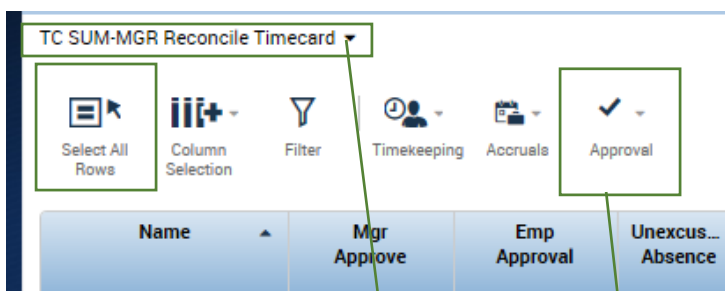 TC SUM-MGR Reconcile Timecard
Select All Rows
Column Selection
Filter
Timekeeping
Accruals
Approval
Name
Mgr Approve
Emp Approval
Unexcus... Absence